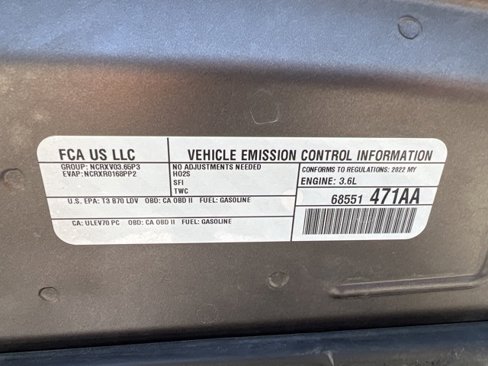 FCA US LLC
GROUP: NCRXV03.65P3
EVAP: NCRXR0168PP2
VEHICLE EMISSION CONTROL INFORMATION
NO ADJUSTMENTS NEEDED
HO2S
SFI
TWC
CONFORMS TO REGULATIONS: 2022 MY
ENGINE: 3.6L
U.S. EPA: T3 B70 LDV OBD: CA OBD II FUEL: GASOLINE
CA: ULEV70 PC OBD: CA OBD II FUEL: GASOLINE
68551 471AA